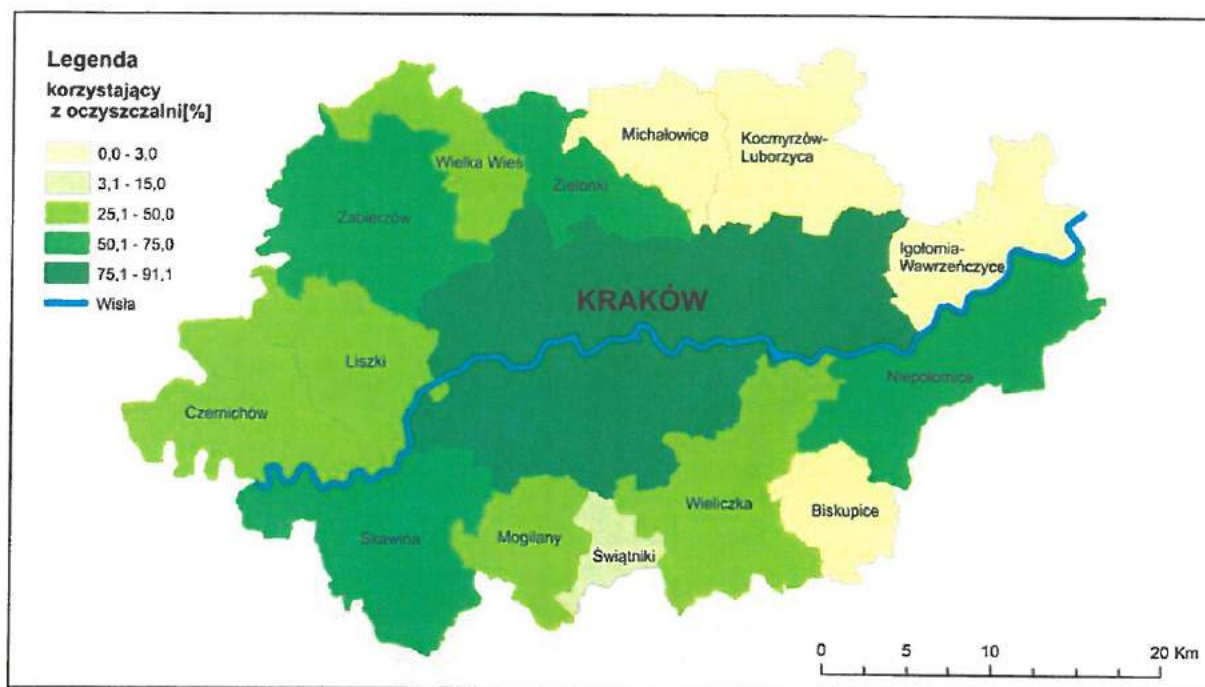 Legenda
korzystający
z oczyszczalni[%]
0,0 - 3,0
3,1 - 15,0
25,1 - 50,0
50,1 - 75,0
75,1 - 91,1
Wisła
Michałowice
Kocmyrzów-
Luborzyca
Wielka Wieś
Zielonki
Zabierzów
Igołomia-
Wawrzeńczyce
KRAKÓW
Liszki
Niepołomice
Czernichów
Wieliczka
Biskupice
Skawina
Mogilany
Świątniki
0 5 10 20 Km